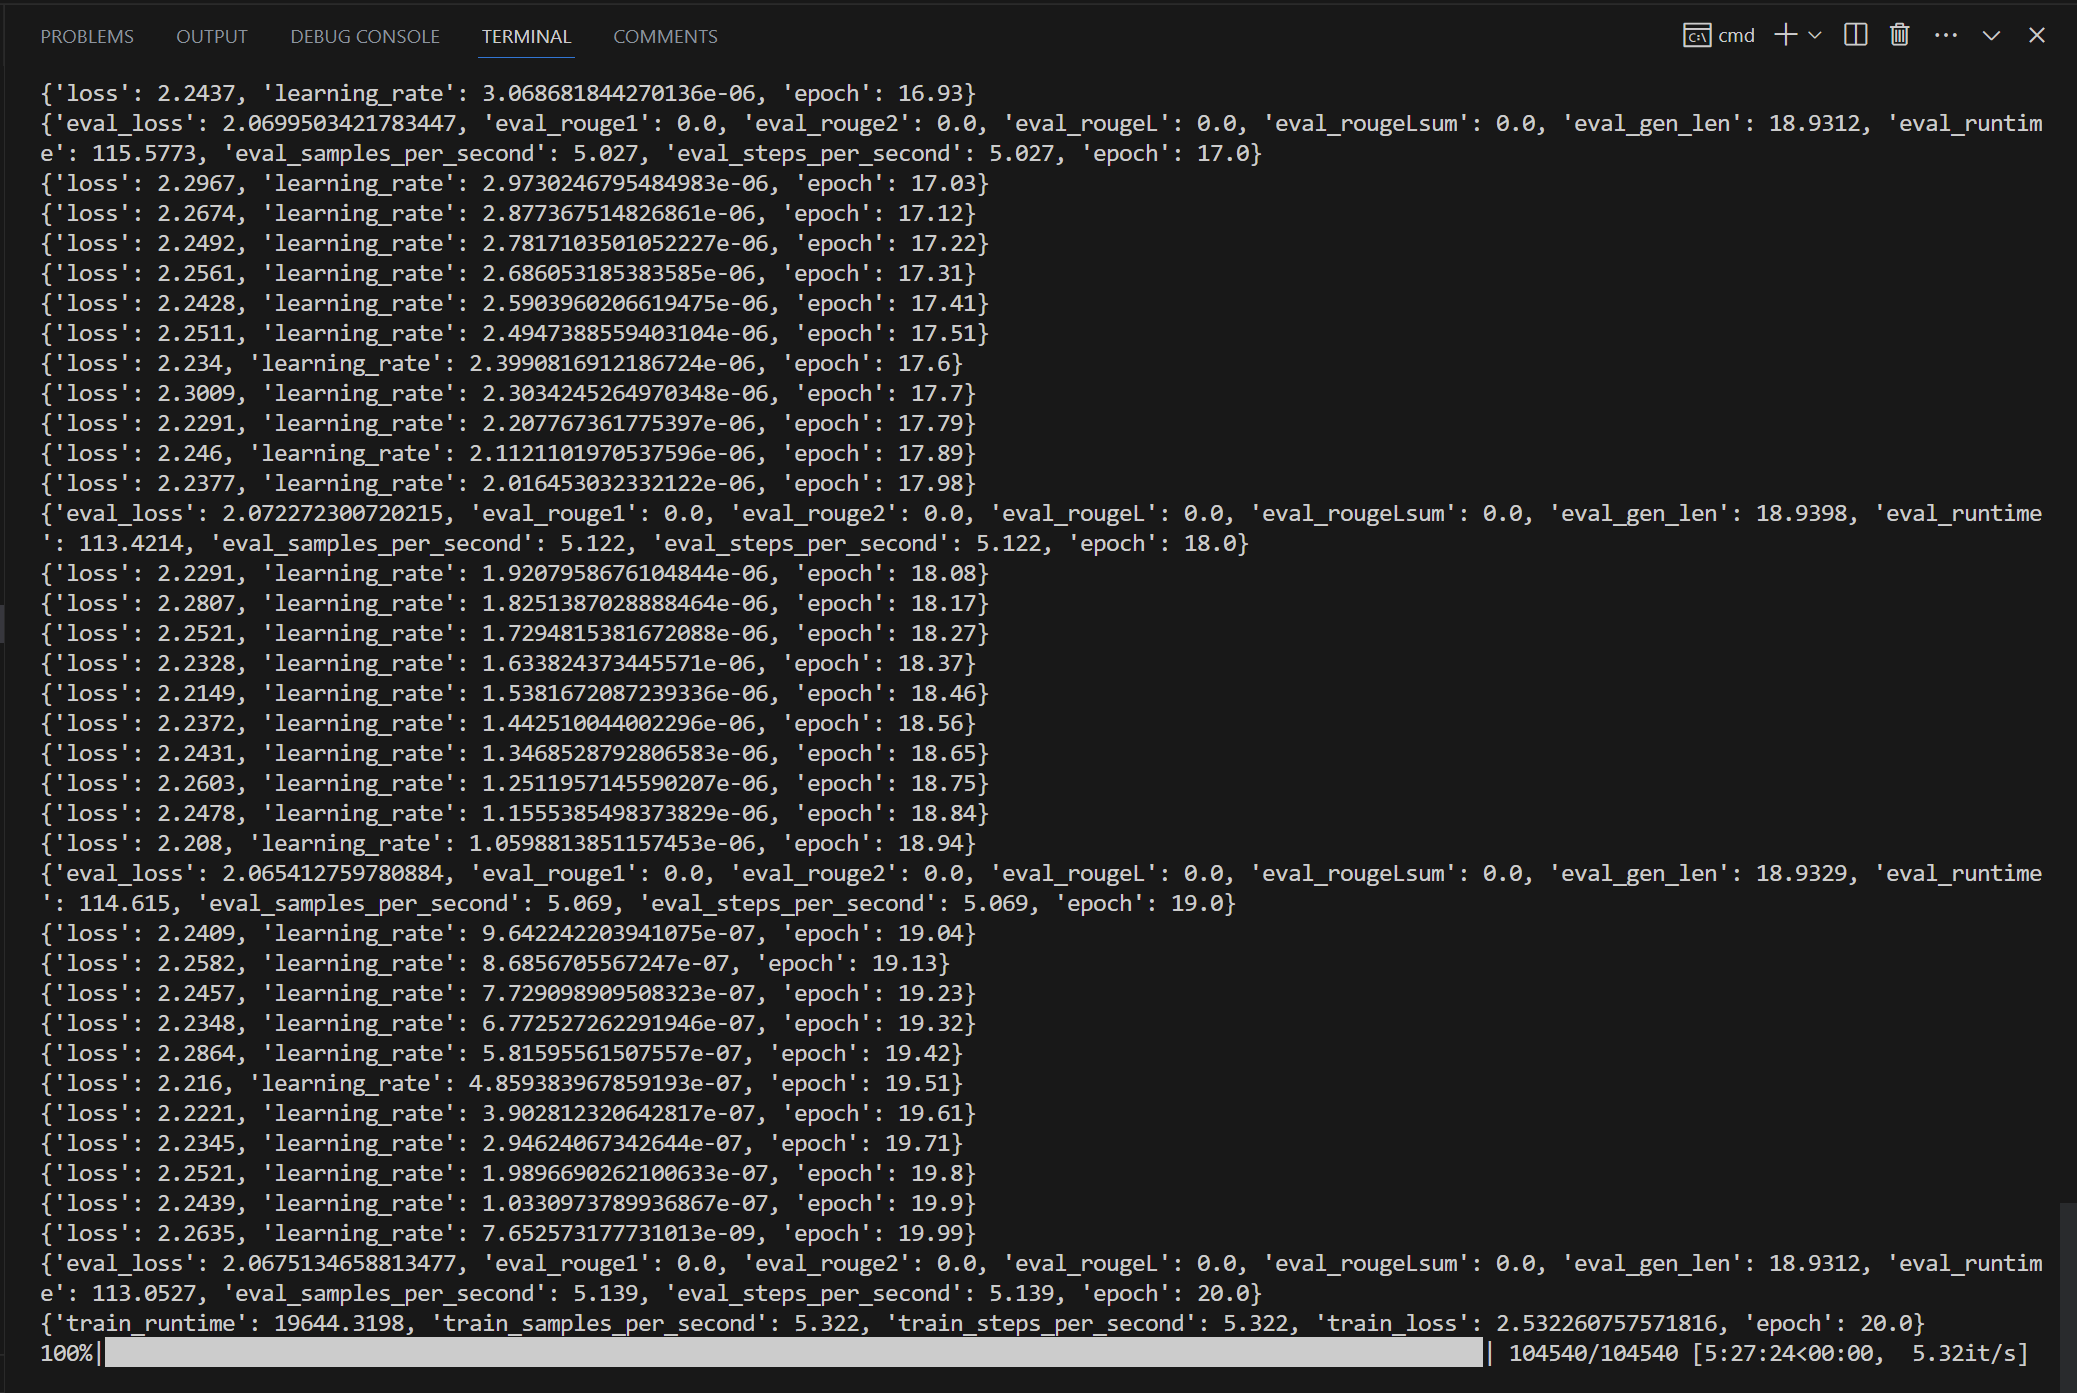 PROBLEMS OUTPUT DEBUG CONSOLE TERMINAL COMMENTS cmd
{'loss': 2.2437, 'learning_rate': 3.068681844270136e-06, 'epoch': 16.93}
{'eval_loss': 2.0699503421783447, 'eval_rouge1': 0.0, 'eval_rouge2': 0.0, 'eval_rougeL': 0.0, 'eval_rougeLsum': 0.0, 'eval_gen_len': 18.9312, 'eval_runtim
e': 115.5773, 'eval_samples_per_second': 5.027, 'eval_steps_per_second': 5.027, 'epoch': 17.0}
{'loss': 2.2967, 'learning_rate': 2.9730246795484983e-06, 'epoch': 17.03}
{'loss': 2.2674, 'learning_rate': 2.877367514826861e-06, 'epoch': 17.12}
{'loss': 2.2492, 'learning_rate': 2.7817103501052227e-06, 'epoch': 17.22}
{'loss': 2.2561, 'learning_rate': 2.686053185383585e-06, 'epoch': 17.31}
{'loss': 2.2428, 'learning_rate': 2.5903960206619475e-06, 'epoch': 17.41}
{'loss': 2.2511, 'learning_rate': 2.4947388559403104e-06, 'epoch': 17.51}
{'loss': 2.234, 'learning_rate': 2.3990816912186724e-06, 'epoch': 17.6}
{'loss': 2.3009, 'learning_rate': 2.3034245264970348e-06, 'epoch': 17.7}
{'loss': 2.2291, 'learning_rate': 2.207767361775397e-06, 'epoch': 17.79}
{'loss': 2.246, 'learning_rate': 2.1121101970537596e-06, 'epoch': 17.89}
{'loss': 2.2377, 'learning_rate': 2.016453032332122e-06, 'epoch': 17.98}
{'eval_loss': 2.072272300720215, 'eval_rouge1': 0.0, 'eval_rouge2': 0.0, 'eval_rougeL': 0.0, 'eval_rougeLsum': 0.0, 'eval_gen_len': 18.9398, 'eval_runtime
': 113.4214, 'eval_samples_per_second': 5.122, 'eval_steps_per_second': 5.122, 'epoch': 18.0}
{'loss': 2.2291, 'learning_rate': 1.9207958676104844e-06, 'epoch': 18.08}
{'loss': 2.2807, 'learning_rate': 1.8251387028888464e-06, 'epoch': 18.17}
{'loss': 2.2521, 'learning_rate': 1.7294815381672088e-06, 'epoch': 18.27}
{'loss': 2.2328, 'learning_rate': 1.633824373445571e-06, 'epoch': 18.37}
{'loss': 2.2149, 'learning_rate': 1.5381672087239336e-06, 'epoch': 18.46}
{'loss': 2.2372, 'learning_rate': 1.442510044002296e-06, 'epoch': 18.56}
{'loss': 2.2431, 'learning_rate': 1.3468528792806583e-06, 'epoch': 18.65}
{'loss': 2.2603, 'learning_rate': 1.2511957145590207e-06, 'epoch': 18.75}
{'loss': 2.2478, 'learning_rate': 1.1555385498373829e-06, 'epoch': 18.84}
{'loss': 2.208, 'learning_rate': 1.0598813851157453e-06, 'epoch': 18.94}
{'eval_loss': 2.065412759780884, 'eval_rouge1': 0.0, 'eval_rouge2': 0.0, 'eval_rougeL': 0.0, 'eval_rougeLsum': 0.0, 'eval_gen_len': 18.9329, 'eval_runtime
': 114.615, 'eval_samples_per_second': 5.069, 'eval_steps_per_second': 5.069, 'epoch': 19.0}
{'loss': 2.2409, 'learning_rate': 9.642242203941075e-07, 'epoch': 19.04}
{'loss': 2.2582, 'learning_rate': 8.6856705567247e-07, 'epoch': 19.13}
{'loss': 2.2457, 'learning_rate': 7.729098909508323e-07, 'epoch': 19.23}
{'loss': 2.2348, 'learning_rate': 6.772527262291946e-07, 'epoch': 19.32}
{'loss': 2.2864, 'learning_rate': 5.81595561507557e-07, 'epoch': 19.42}
{'loss': 2.216, 'learning_rate': 4.859383967859193e-07, 'epoch': 19.51}
{'loss': 2.2221, 'learning_rate': 3.902812320642817e-07, 'epoch': 19.61}
{'loss': 2.2345, 'learning_rate': 2.94624067342644e-07, 'epoch': 19.71}
{'loss': 2.2521, 'learning_rate': 1.9896690262100633e-07, 'epoch': 19.8}
{'loss': 2.2439, 'learning_rate': 1.0330973789936867e-07, 'epoch': 19.9}
{'loss': 2.2635, 'learning_rate': 7.652573177731013e-09, 'epoch': 19.99}
{'eval_loss': 2.0675134658813477, 'eval_rouge1': 0.0, 'eval_rouge2': 0.0, 'eval_rougeL': 0.0, 'eval_rougeLsum': 0.0, 'eval_gen_len': 18.9312, 'eval_runtim
e': 113.0527, 'eval_samples_per_second': 5.139, 'eval_steps_per_second': 5.139, 'epoch': 20.0}
{'train_runtime': 19644.3198, 'train_samples_per_second': 5.322, 'train_steps_per_second': 5.322, 'train_loss': 2.532260757571816, 'epoch': 20.0}
100%| | 104540/104540 [5:27:24<00:00, 5.32it/s]